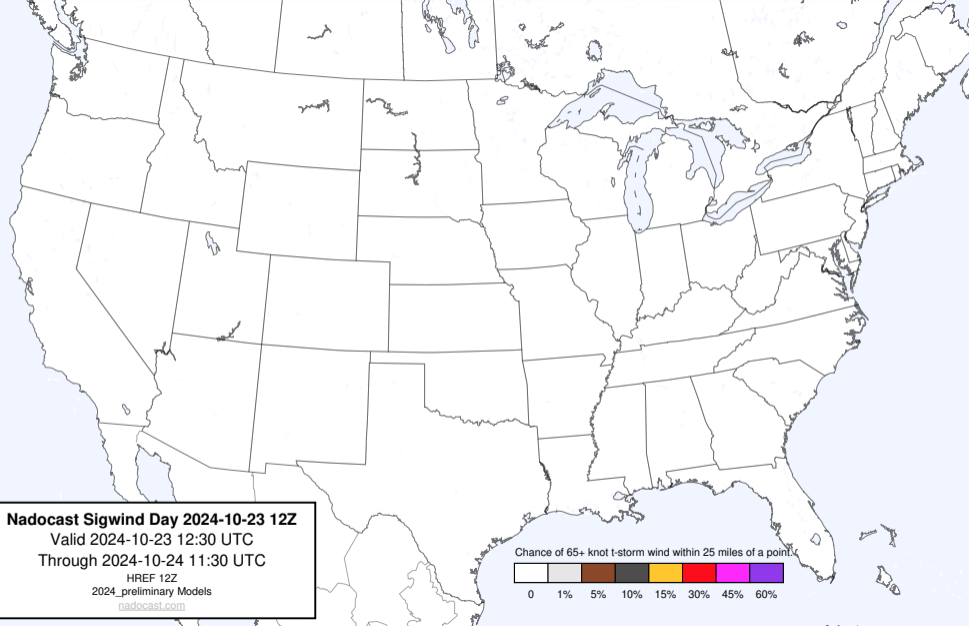 Nadocast Sigwind Day 2024-10-23 12Z
Valid 2024-10-23 12:30 UTC
Through 2024-10-24 11:30 UTC
HREF 12Z
2024_preliminary Models
nadocast.com
Chance of 65+ knot t-storm wind within 25 miles of a point.
0 1% 5% 10% 15% 30% 45% 60%